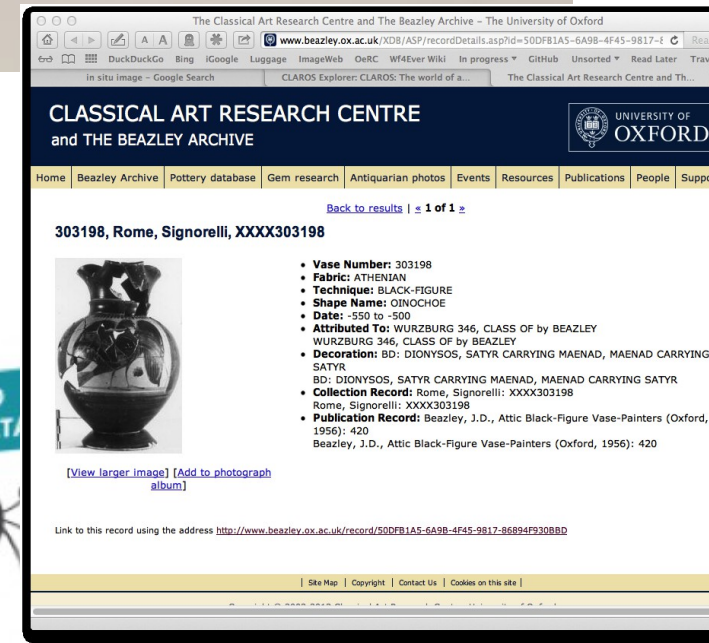 The Classical Art Research Centre and The Beazley Archive – The University of Oxford
A A
www.beazley.ox.ac.uk/XDB/ASP/recordDetails.asp?id=50DFB1A5-6A9B-4F45-9817-8
DuckDuckGo Bing iGoogle Luggage ImageWeb OeRC Wf4Ever Wiki In progress GitHub Unsorted Read Later Trav
in situ image – Google Search CLAROS Explorer: CLAROS: The world of a... The Classical Art Research Centre and Th...
CLASSICAL ART RESEARCH CENTRE
and THE BEAZLEY ARCHIVE
UNIVERSITY OF
OXFORD
Home Beazley Archive Pottery database Gem research Antiquarian photos Events Resources Publications People Suppo
Back to results | « 1 of 1 »
303198, Rome, Signorelli, XXXX303198
• Vase Number: 303198
• Fabric: ATHENIAN
• Technique: BLACK-FIGURE
• Shape Name: OINOCHOE
• Date: -550 to -500
• Attributed To: WURZBURG 346, CLASS OF by BEAZLEY
WURZBURG 346, CLASS OF by BEAZLEY
• Decoration: BD: DIONYSOS, SATYR CARRYING MAENAD, MAENAD CARRYING
SATYR
BD: DIONYSOS, SATYR CARRYING MAENAD, MAENAD CARRYING SATYR
• Collection Record: Rome, Signorelli: XXXX303198
Rome, Signorelli: XXXX303198
• Publication Record: Beazley, J.D., Attic Black-Figure Vase-Painters (Oxford,
1956): 420
Beazley, J.D., Attic Black-Figure Vase-Painters (Oxford, 1956): 420
[View larger image] [Add to photograph
album]
Link to this record using the address http://www.beazley.ox.ac.uk/record/50DFB1A5-6A9B-4F45-9817-86894F930BBD
| Site Map | Copyright | Contact Us | Cookies on this site |